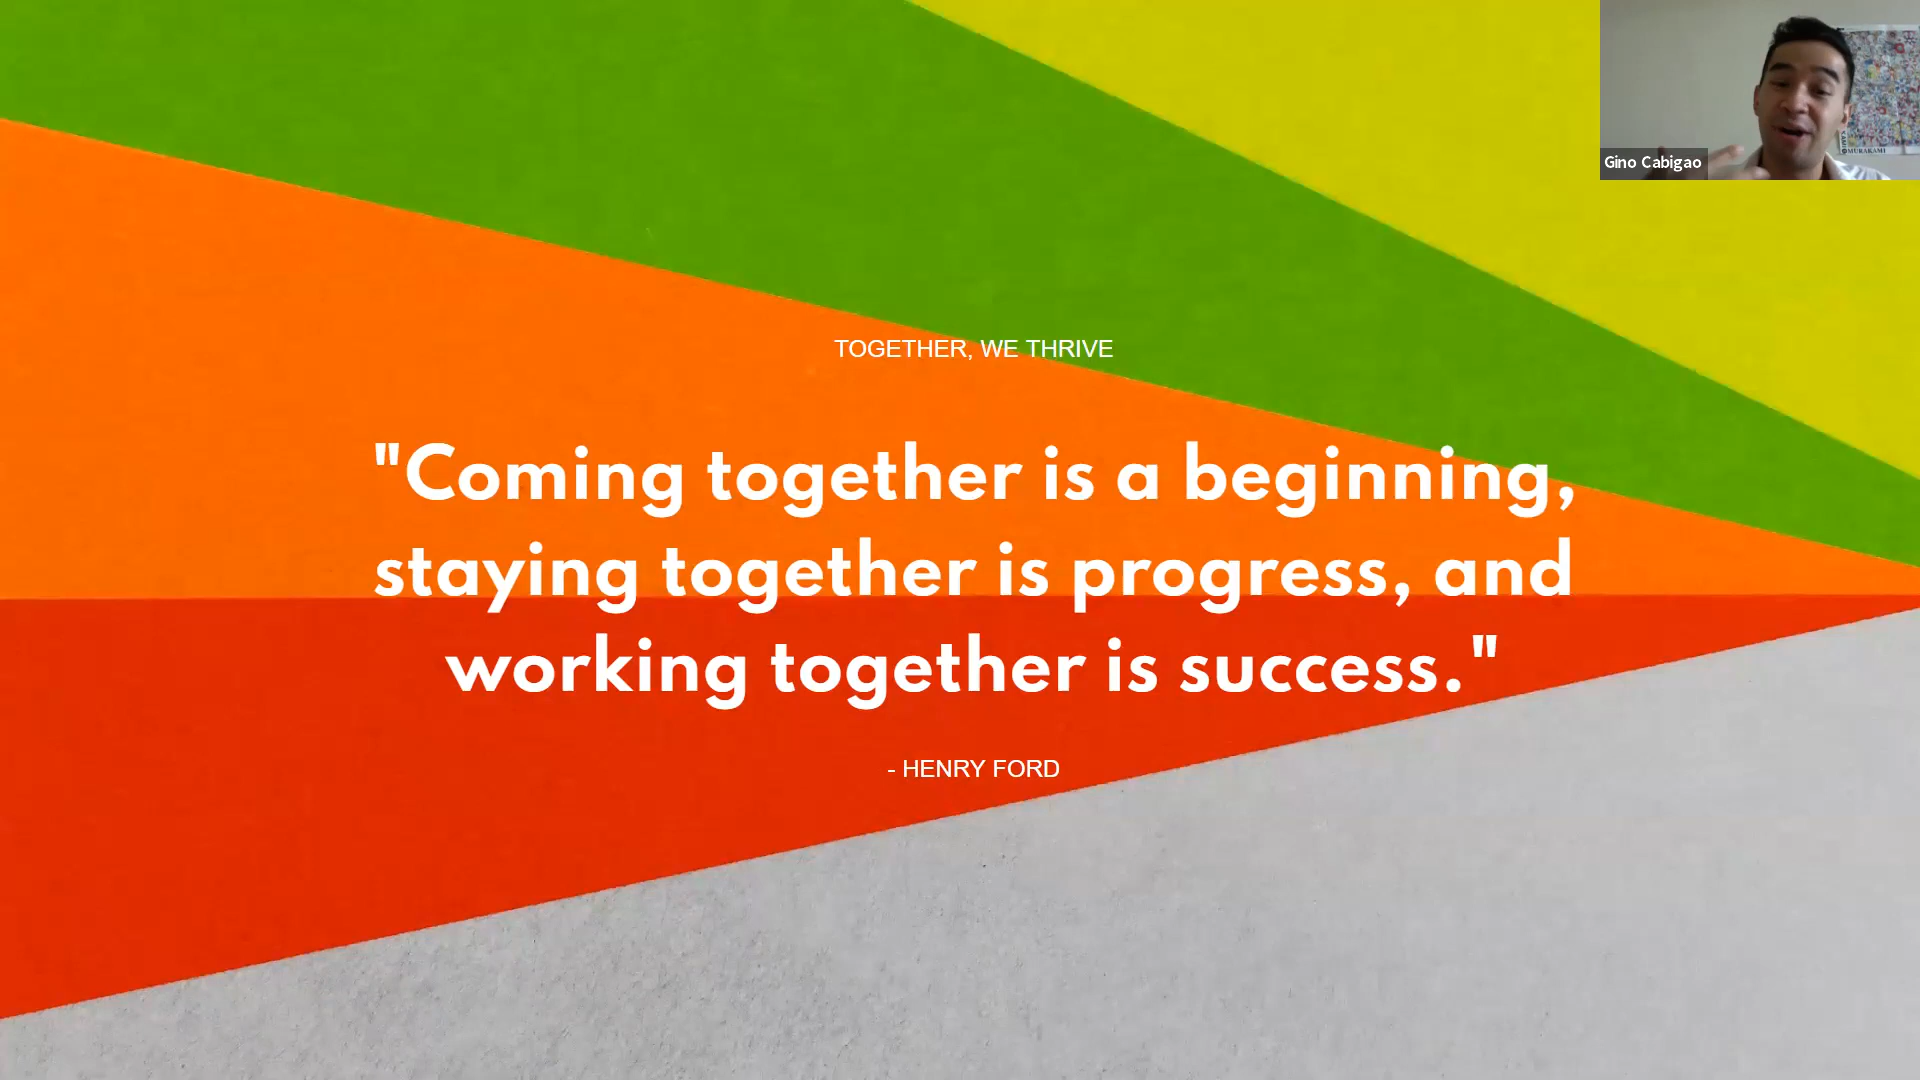 Gino Cabigao
MURAKAMI
TOGETHER, WE THRIVE
"Coming together is a beginning,
staying together is progress, and
working together is success."
- HENRY FORD